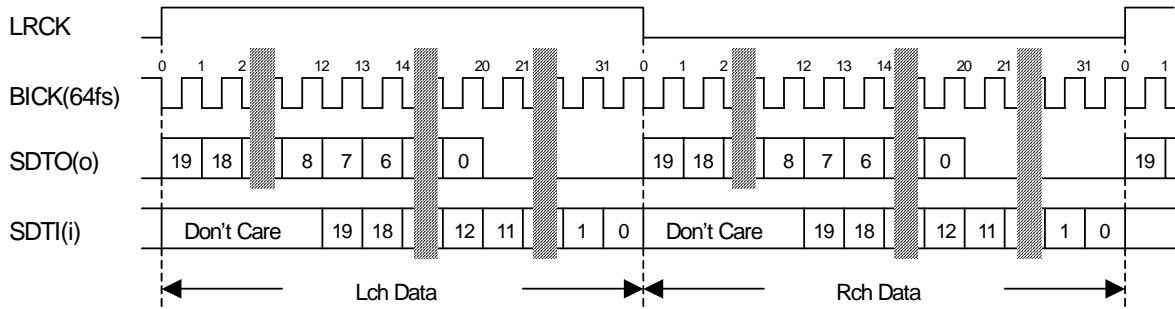 LRCK
0 1 2 12 13 14 20 21 31 0 1 2 12 13 14 20 21 31 0 1
BICK(64fs)
SDTO(o) 19 18 8 7 6 0 19 18 8 7 6 0 19
SDTI(i) Don't Care 19 18 12 11 1 0 Don't Care 19 18 12 11 1 0
Lch Data Rch Data